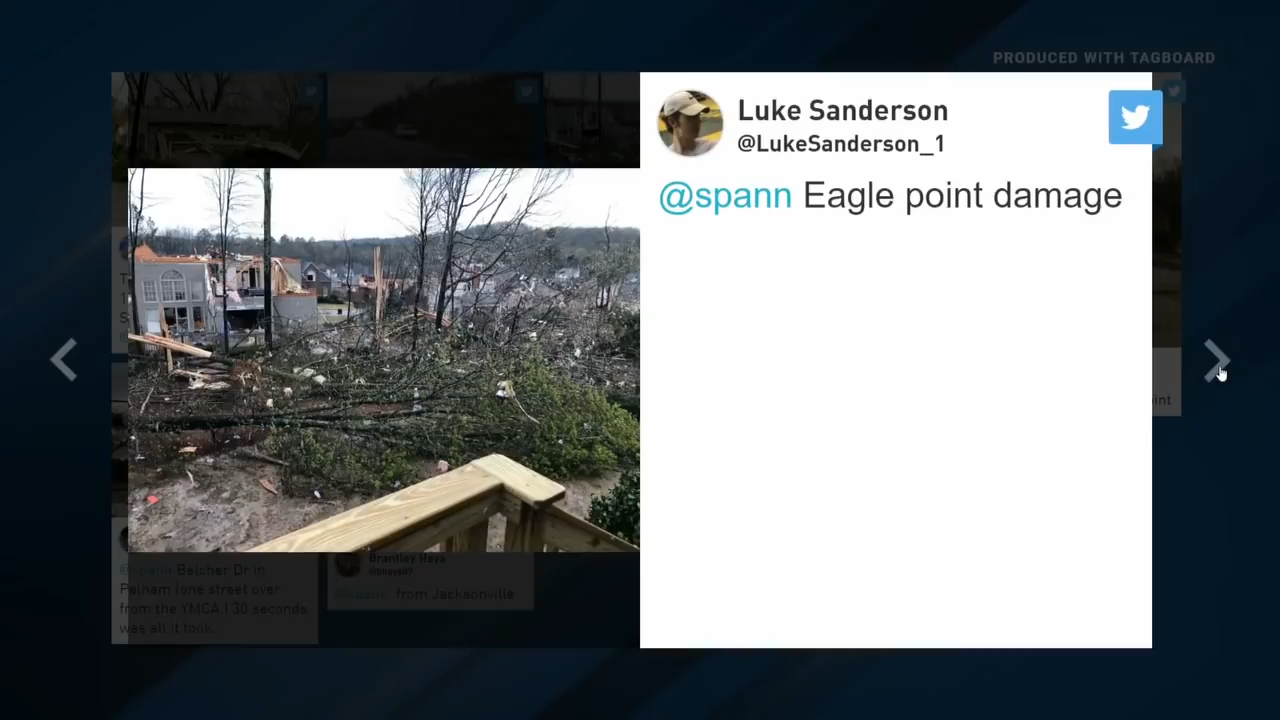 PRODUCED WITH TAGBOARD
Luke Sanderson
@LukeSanderson_1
@spann Eagle point damage
@spann Belcher Dr in
Pelham (one street over
from the YMCA.) 30 seconds
was all it took.
Brantley Hays
@spann from Jacksonville